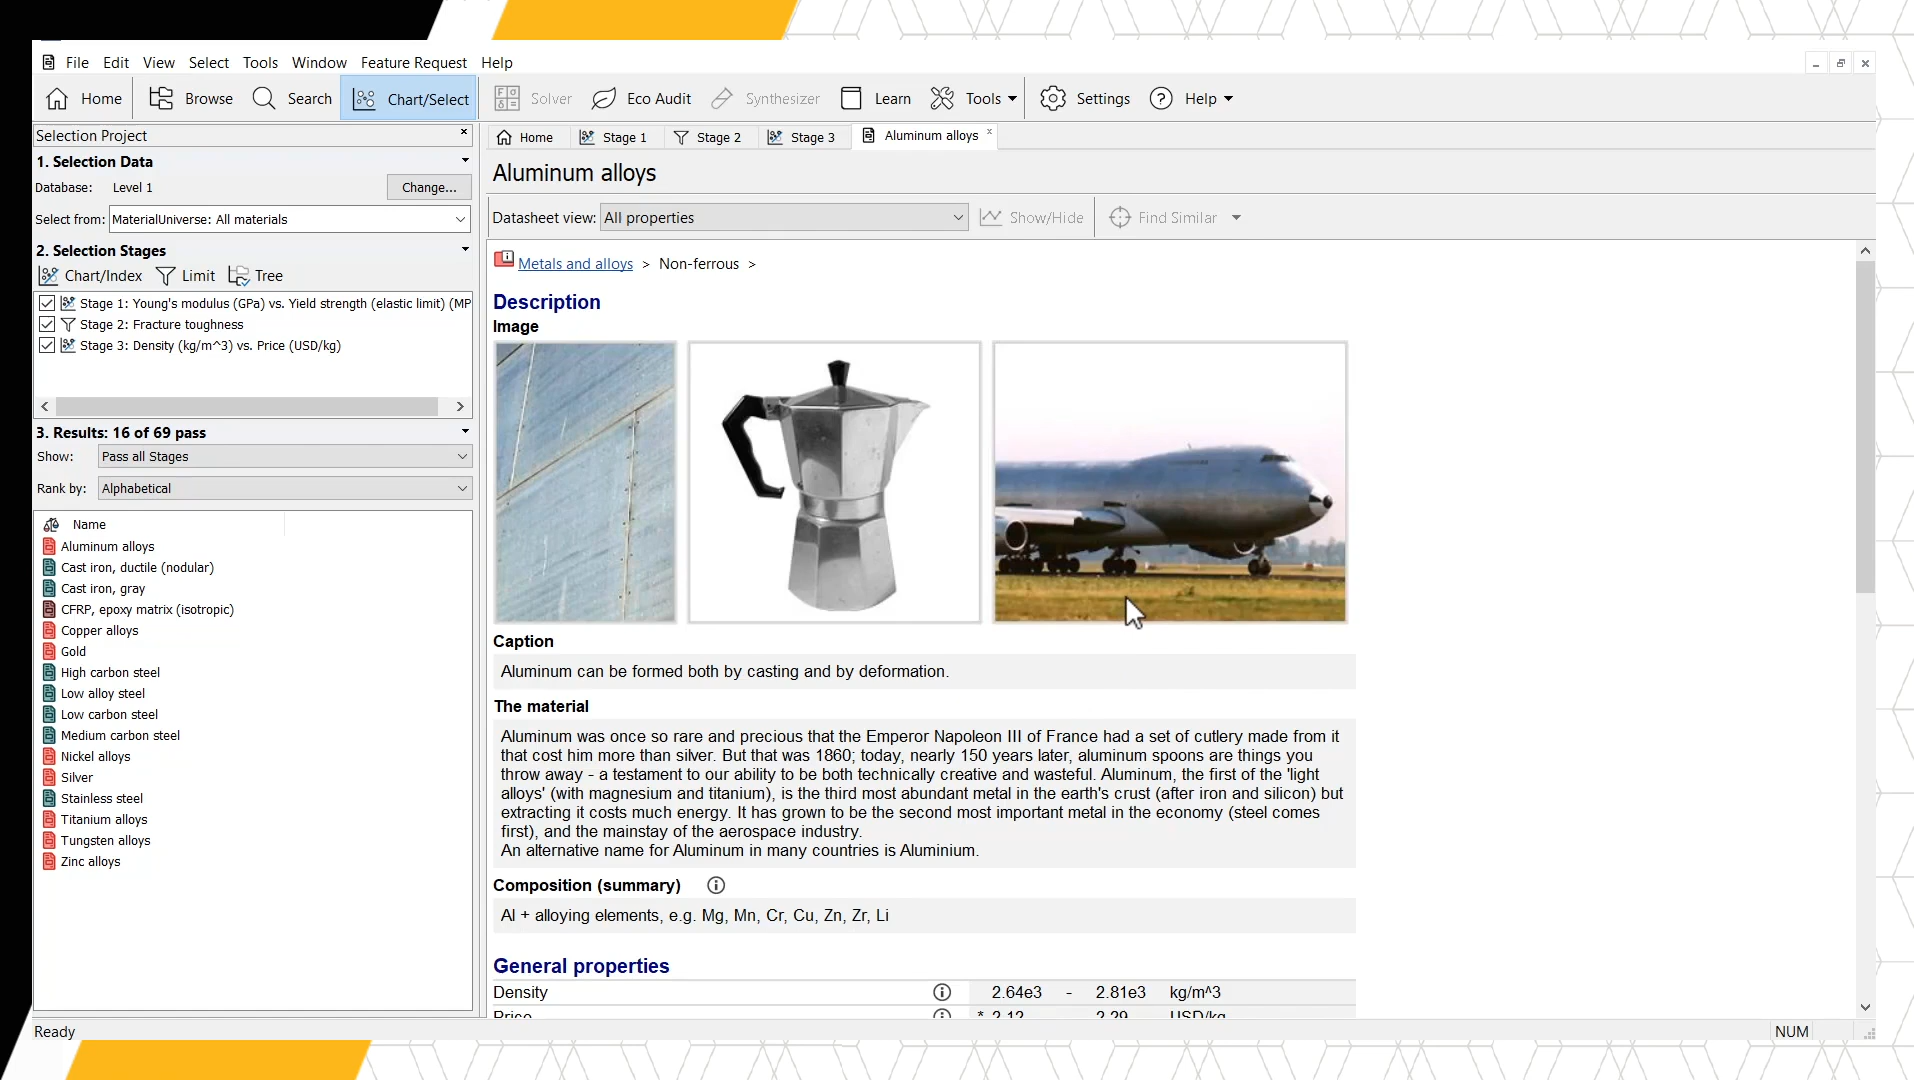 File Edit View Select Tools Window Feature Request Help
Home Browse Search Chart/Select Solver Eco Audit Synthesizer Learn Tools Settings Help
Selection Project
1. Selection Data
Database: Level 1 Change...
Select from: MaterialUniverse: All materials
2. Selection Stages
Chart/Index Limit Tree
Stage 1: Young's modulus (GPa) vs. Yield strength (elastic limit) (MP
Stage 2: Fracture toughness
Stage 3: Density (kg/m^3) vs. Price (USD/kg)
3. Results: 16 of 69 pass
Show: Pass all Stages
Rank by: Alphabetical
Name
Aluminum alloys
Cast iron, ductile (nodular)
Cast iron, gray
CFRP, epoxy matrix (isotropic)
Copper alloys
Gold
High carbon steel
Low alloy steel
Low carbon steel
Medium carbon steel
Nickel alloys
Silver
Stainless steel
Titanium alloys
Tungsten alloys
Zinc alloys
Home Stage 1 Stage 2 Stage 3 Aluminum alloys
Aluminum alloys
Datasheet view: All properties Show/Hide Find Similar
Metals and alloys > Non-ferrous >
Description
Image
Caption
Aluminum can be formed both by casting and by deformation.
The material
Aluminum was once so rare and precious that the Emperor Napoleon III of France had a set of cutlery made from it
that cost him more than silver. But that was 1860; today, nearly 150 years later, aluminum spoons are things you
throw away - a testament to our ability to be both technically creative and wasteful. Aluminum, the first of the 'light
alloys' (with magnesium and titanium), is the third most abundant metal in the earth's crust (after iron and silicon) but
extracting it costs much energy. It has grown to be the second most important metal in the economy (steel comes
first), and the mainstay of the aerospace industry.
An alternative name for Aluminum in many countries is Aluminium.
Composition (summary)
Al + alloying elements, e.g. Mg, Mn, Cr, Cu, Zn, Zr, Li
General properties
Density 2.64e3 - 2.81e3 kg/m^3
Price * 2.12 2.29 USD/kg
Ready NUM